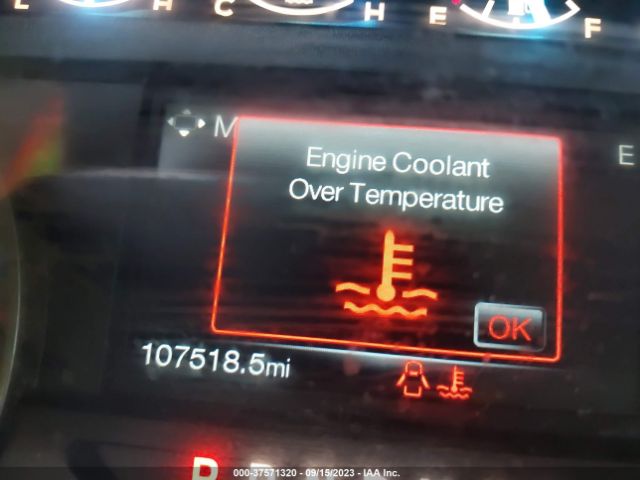 L H C H E F
M
E
Engine Coolant
Over Temperature
OK
107518.5mi
P
000-37571320 - 09/15/2023 - IAA Inc.